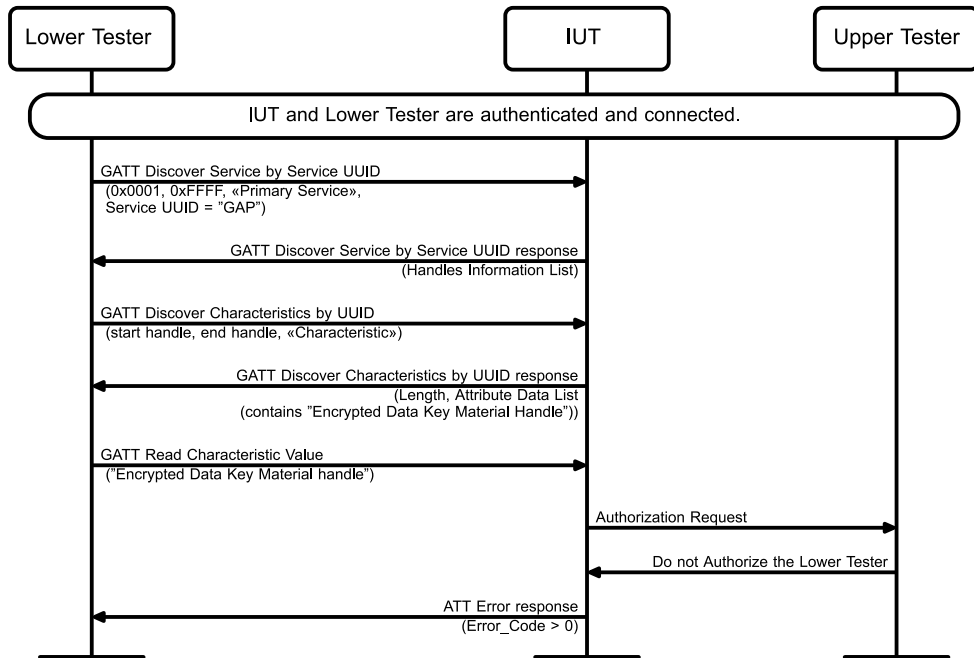 Lower Tester
IUT
Upper Tester
IUT and Lower Tester are authenticated and connected.
GATT Discover Service by Service UUID
(0x0001, 0xFFFF, «Primary Service»,
Service UUID = ”GAP”)
GATT Discover Service by Service UUID response
(Handles Information List)
GATT Discover Characteristics by UUID
(start handle, end handle, «Characteristic»)
GATT Discover Characteristics by UUID response
(Length, Attribute Data List
(contains ”Encrypted Data Key Material Handle”))
GATT Read Characteristic Value
(”Encrypted Data Key Material handle”)
Authorization Request
Do not Authorize the Lower Tester
ATT Error response
(Error_Code > 0)